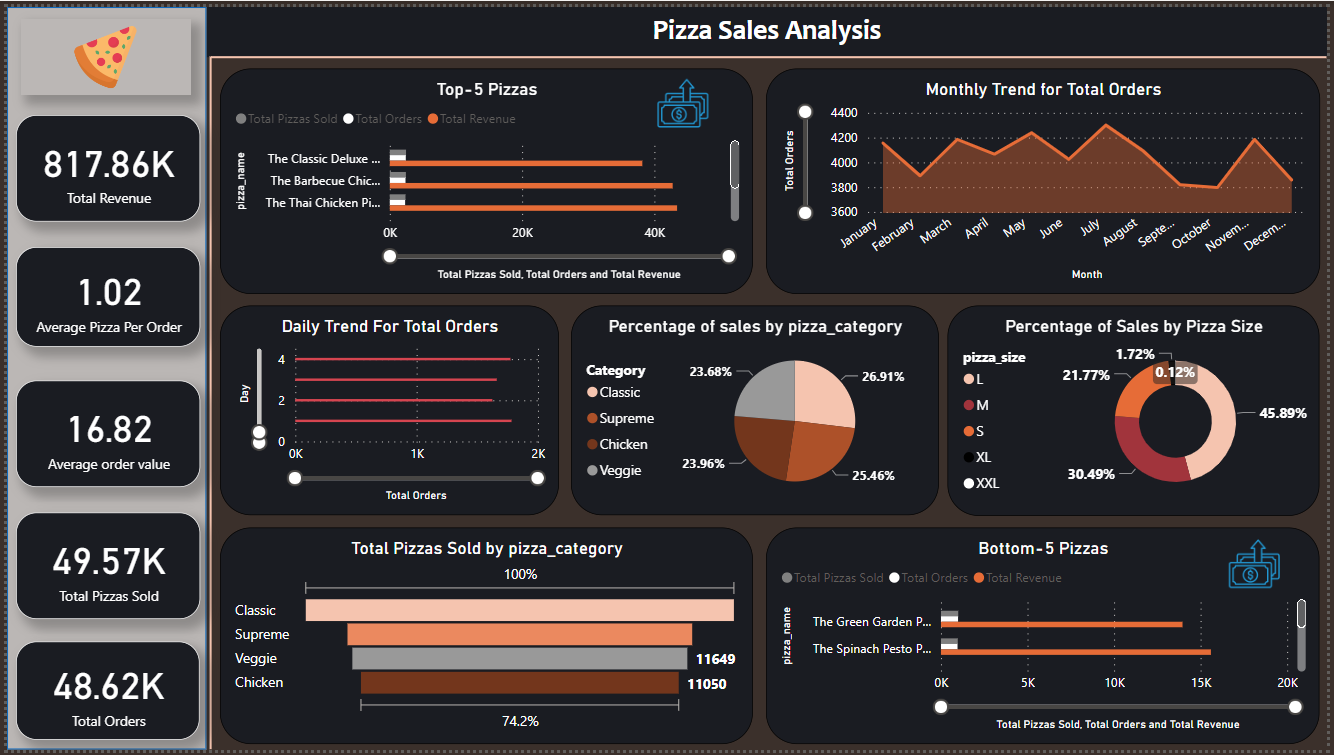 Pizza Sales Analysis
817.86K
Total Revenue
1.02
Average Pizza Per Order
16.82
Average order value
49.57K
Total Pizzas Sold
48.62K
Total Orders
Top-5 Pizzas
Total Pizzas Sold Total Orders Total Revenue
pizza_name
The Classic Deluxe ...
The Barbecue Chic...
The Thai Chicken Pi...
0K 20K 40K
Total Pizzas Sold, Total Orders and Total Revenue
Monthly Trend for Total Orders
Total Orders
4400
4200
4000
3800
3600
January February March April May June July August Septe... October Novem... Decem...
Month
Daily Trend For Total Orders
Day
4
2
0
0K 1K 2K
Total Orders
Percentage of sales by pizza_category
Category
Classic
Supreme
Chicken
Veggie
23.68%
26.91%
23.96%
25.46%
Percentage of Sales by Pizza Size
pizza_size
L
M
S
XL
XXL
1.72%
0.12%
21.77%
45.89%
30.49%
Total Pizzas Sold by pizza_category
100%
Classic
Supreme
Veggie 11649
Chicken 11050
74.2%
Bottom-5 Pizzas
Total Pizzas Sold Total Orders Total Revenue
pizza_name
The Green Garden P...
The Spinach Pesto P...
0K 5K 10K 15K 20K
Total Pizzas Sold, Total Orders and Total Revenue